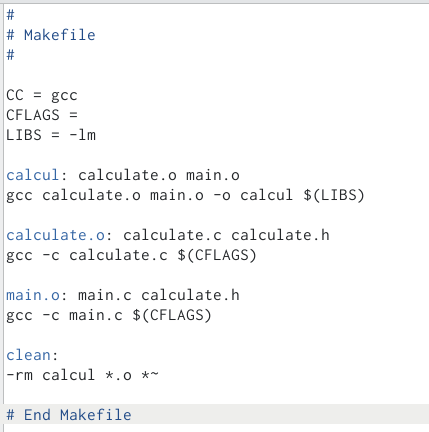 #
# Makefile
#
CC = gcc
CFLAGS =
LIBS = -lm
calcul: calculate.o main.o
gcc calculate.o main.o -o calcul $(LIBS)
calculate.o: calculate.c calculate.h
gcc -c calculate.c $(CFLAGS)
main.o: main.c calculate.h
gcc -c main.c $(CFLAGS)
clean:
-rm calcul *.o *~
# End Makefile